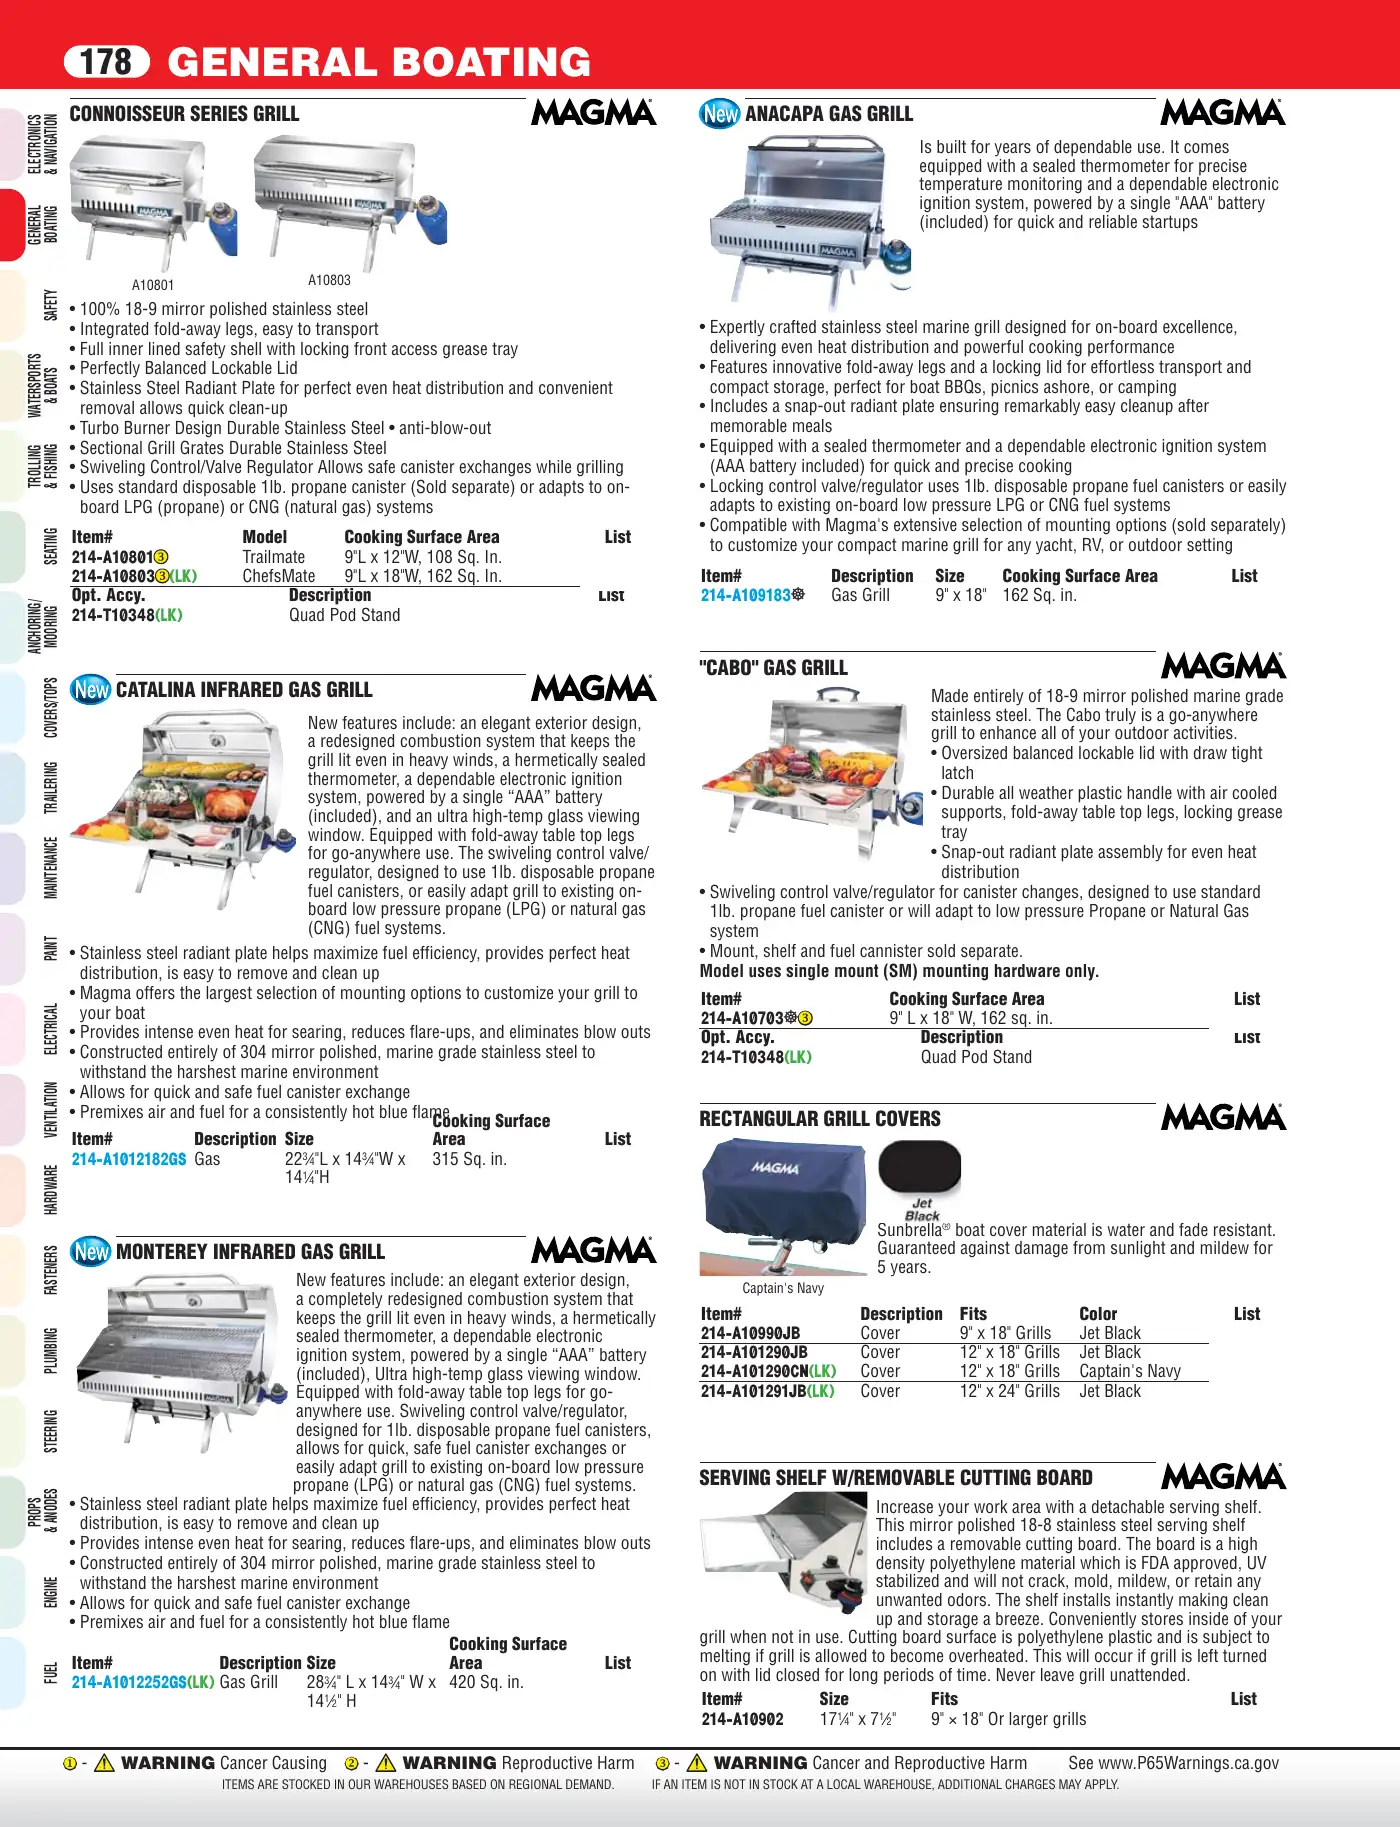 178 GENERAL BOATING
ELECTRONICS
& NAVIGATION
GENERAL
BOATING
SAFETY
WATERSPORTS
& BOATS
TROLLING
& FISHING
SEATING
ANCHORING/
MOORING
COVERS/TOPS
TRAILERING
MAINTENANCE
PAINT
ELECTRICAL
VENTILATION
HARDWARE
FASTENERS
PLUMBING
STEERING
PROPS
& ANODES
ENGINE
FUEL
CONNOISSEUR SERIES GRILL MAGMA
A10801 A10803
• 100% 18-9 mirror polished stainless steel
• Integrated fold-away legs, easy to transport
• Full inner lined safety shell with locking front access grease tray
• Perfectly Balanced Lockable Lid
• Stainless Steel Radiant Plate for perfect even heat distribution and convenient
removal allows quick clean-up
• Turbo Burner Design Durable Stainless Steel • anti-blow-out
• Sectional Grill Grates Durable Stainless Steel
• Swiveling Control/Valve Regulator Allows safe canister exchanges while grilling
• Uses standard disposable 1lb. propane canister (Sold separate) or adapts to on-
board LPG (propane) or CNG (natural gas) systems
Item# Model Cooking Surface Area List
214-A10801③ Trailmate 9"L x 12"W, 108 Sq. In.
214-A10803③(LK) ChefsMate 9"L x 18"W, 162 Sq. In.
Opt. Accy. Description List
214-T10348(LK) Quad Pod Stand
New CATALINA INFRARED GAS GRILL MAGMA
New features include: an elegant exterior design,
a redesigned combustion system that keeps the
grill lit even in heavy winds, a hermetically sealed
thermometer, a dependable electronic ignition
system, powered by a single “AAA” battery
(included), and an ultra high-temp glass viewing
window. Equipped with fold-away table top legs
for go-anywhere use. The swiveling control valve/
regulator, designed to use 1lb. disposable propane
fuel canisters, or easily adapt grill to existing on-
board low pressure propane (LPG) or natural gas
(CNG) fuel systems.
• Stainless steel radiant plate helps maximize fuel efficiency, provides perfect heat
distribution, is easy to remove and clean up
• Magma offers the largest selection of mounting options to customize your grill to
your boat
• Provides intense even heat for searing, reduces flare-ups, and eliminates blow outs
• Constructed entirely of 304 mirror polished, marine grade stainless steel to
withstand the harshest marine environment
• Allows for quick and safe fuel canister exchange
• Premixes air and fuel for a consistently hot blue flame
Cooking Surface
Item# Description Size Area List
214-A1012182GS Gas 22¾"L x 14¾"W x 315 Sq. in.
14¼"H
New MONTEREY INFRARED GAS GRILL MAGMA
New features include: an elegant exterior design,
a completely redesigned combustion system that
keeps the grill lit even in heavy winds, a hermetically
sealed thermometer, a dependable electronic
ignition system, powered by a single “AAA” battery
(included), Ultra high-temp glass viewing window.
Equipped with fold-away table top legs for go-
anywhere use. Swiveling control valve/regulator,
designed for 1lb. disposable propane fuel canisters,
allows for quick, safe fuel canister exchanges or
easily adapt grill to existing on-board low pressure
propane (LPG) or natural gas (CNG) fuel systems.
• Stainless steel radiant plate helps maximize fuel efficiency, provides perfect heat
distribution, is easy to remove and clean up
• Provides intense even heat for searing, reduces flare-ups, and eliminates blow outs
• Constructed entirely of 304 mirror polished, marine grade stainless steel to
withstand the harshest marine environment
• Allows for quick and safe fuel canister exchange
• Premixes air and fuel for a consistently hot blue flame
Cooking Surface
Item# Description Size Area List
214-A1012252GS(LK) Gas Grill 28¾" L x 14¾" W x 420 Sq. in.
14½" H
New ANACAPA GAS GRILL MAGMA
Is built for years of dependable use. It comes
equipped with a sealed thermometer for precise
temperature monitoring and a dependable electronic
ignition system, powered by a single "AAA" battery
(included) for quick and reliable startups
• Expertly crafted stainless steel marine grill designed for on-board excellence,
delivering even heat distribution and powerful cooking performance
• Features innovative fold-away legs and a locking lid for effortless transport and
compact storage, perfect for boat BBQs, picnics ashore, or camping
• Includes a snap-out radiant plate ensuring remarkably easy cleanup after
memorable meals
• Equipped with a sealed thermometer and a dependable electronic ignition system
(AAA battery included) for quick and precise cooking
• Locking control valve/regulator uses 1lb. disposable propane fuel canisters or easily
adapts to existing on-board low pressure LPG or CNG fuel systems
• Compatible with Magma's extensive selection of mounting options (sold separately)
to customize your compact marine grill for any yacht, RV, or outdoor setting
Item# Description Size Cooking Surface Area List
214-A109183 Gas Grill 9" x 18" 162 Sq. in.
"CABO" GAS GRILL MAGMA
Made entirely of 18-9 mirror polished marine grade
stainless steel. The Cabo truly is a go-anywhere
grill to enhance all of your outdoor activities.
• Oversized balanced lockable lid with draw tight
latch
• Durable all weather plastic handle with air cooled
supports, fold-away table top legs, locking grease
tray
• Snap-out radiant plate assembly for even heat
distribution
• Swiveling control valve/regulator for canister changes, designed to use standard
1lb. propane fuel canister or will adapt to low pressure Propane or Natural Gas
system
• Mount, shelf and fuel cannister sold separate.
Model uses single mount (SM) mounting hardware only.
Item# Cooking Surface Area List
214-A10703③ 9" L x 18" W, 162 sq. in.
Opt. Accy. Description List
214-T10348(LK) Quad Pod Stand
RECTANGULAR GRILL COVERS MAGMA
MAGMA
Jet
Black
Captain's Navy
Sunbrella® boat cover material is water and fade resistant.
Guaranteed against damage from sunlight and mildew for
5 years.
Item# Description Fits Color List
214-A10990JB Cover 9" x 18" Grills Jet Black
214-A101290JB Cover 12" x 18" Grills Jet Black
214-A101290CN(LK) Cover 12" x 18" Grills Captain's Navy
214-A101291JB(LK) Cover 12" x 24" Grills Jet Black
SERVING SHELF W/REMOVABLE CUTTING BOARD MAGMA
Increase your work area with a detachable serving shelf.
This mirror polished 18-8 stainless steel serving shelf
includes a removable cutting board. The board is a high
density polyethylene material which is FDA approved, UV
stabilized and will not crack, mold, mildew, or retain any
unwanted odors. The shelf installs instantly making clean
up and storage a breeze. Conveniently stores inside of your
grill when not in use. Cutting board surface is polyethylene plastic and is subject to
melting if grill is allowed to become overheated. This will occur if grill is left turned
on with lid closed for long periods of time. Never leave grill unattended.
Item# Size Fits List
214-A10902 17¼" x 7½" 9" × 18" Or larger grills
① - ⚠ WARNING Cancer Causing ② - ⚠ WARNING Reproductive Harm ③ - ⚠ WARNING Cancer and Reproductive Harm See www.P65Warnings.ca.gov
ITEMS ARE STOCKED IN OUR WAREHOUSES BASED ON REGIONAL DEMAND. IF AN ITEM IS NOT IN STOCK AT A LOCAL WAREHOUSE, ADDITIONAL CHARGES MAY APPLY.